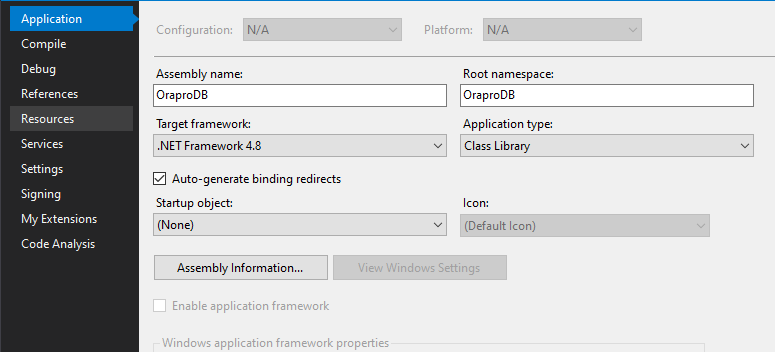 Application
Compile
Debug
References
Resources
Services
Settings
Signing
My Extensions
Code Analysis
Configuration: N/A Platform: N/A
Assembly name: Root namespace:
OraproDB OraproDB
Target framework: Application type:
.NET Framework 4.8 Class Library
Auto-generate binding redirects
Startup object: Icon:
(None) (Default Icon)
Assembly Information... View Windows Settings
Enable application framework
Windows application framework properties